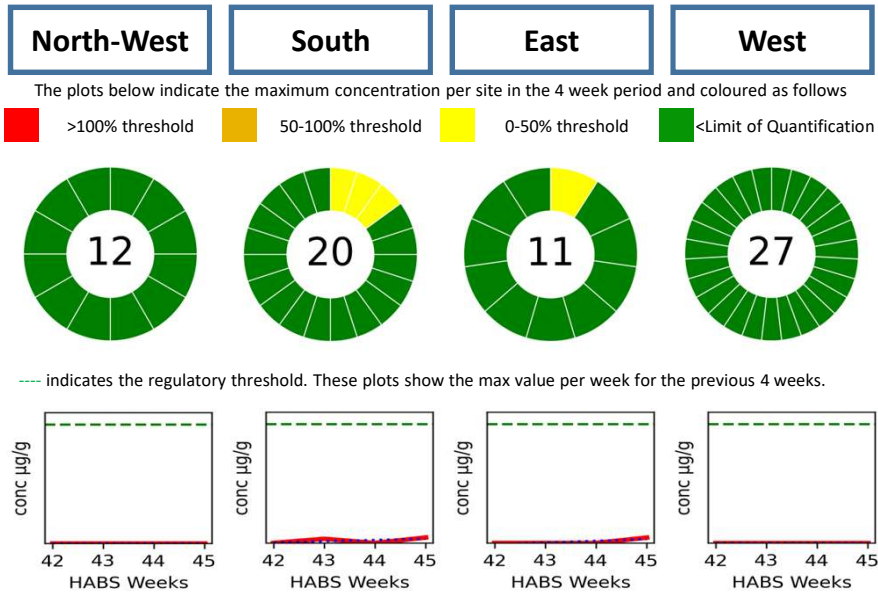 North-West South East West
The plots below indicate the maximum concentration per site in the 4 week period and coloured as follows
>100% threshold 50-100% threshold 0-50% threshold <Limit of Quantification
12 20 11 27
---- indicates the regulatory threshold. These plots show the max value per week for the previous 4 weeks.
conc µg/g conc µg/g conc µg/g conc µg/g
42 43 44 45 42 43 44 45 42 43 44 45 42 43 44 45
HABS Weeks HABS Weeks HABS Weeks HABS Weeks